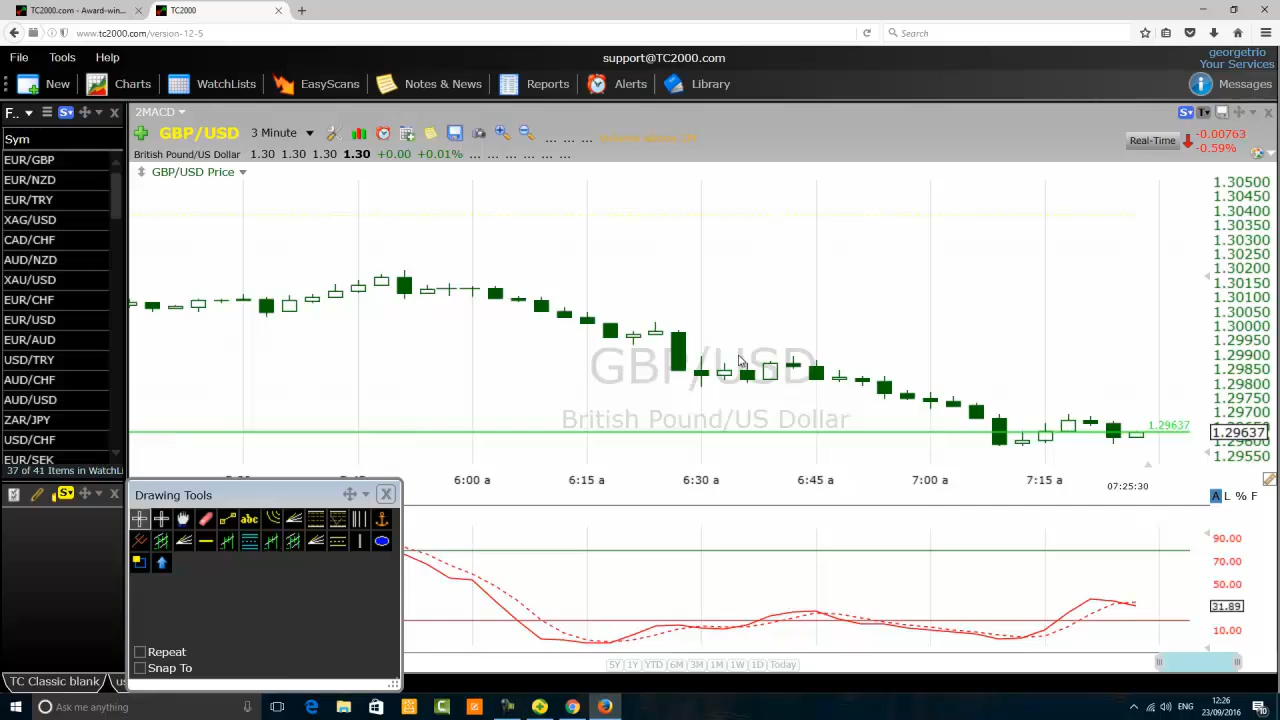 TC2000.com - Award-win...
TC2000
www.tc2000.com/version-12-5
Search
File Tools Help
support@TC2000.com
georgetrio
Your Services
New Charts WatchLists EasyScans Notes & News Reports Alerts Library
Messages
F..
2MACD
Sym
GBP/USD 3 Minute
Real-Time
-0.00763
-0.59%
British Pound/US Dollar 1.30 1.30 1.30 1.30 +0.00 +0.01%
GBP/USD Price
EUR/GBP
EUR/NZD
EUR/TRY
XAG/USD
CAD/CHF
AUD/NZD
XAU/USD
EUR/CHF
EUR/USD
EUR/AUD
USD/TRY
AUD/CHF
AUD/USD
ZAR/JPY
USD/CHF
EUR/SEK
37 of 41 Items in WatchLi
GBP/USD
British Pound/US Dollar
1.29637
1.30500
1.30450
1.30400
1.30350
1.30300
1.30250
1.30200
1.30150
1.30100
1.30050
1.30000
1.29950
1.29900
1.29850
1.29800
1.29750
1.29700
1.29637
1.29600
1.29550
6:00 a 6:15 a 6:30 a 6:45 a 7:00 a 7:15 a
07:25:30
A L % F
Drawing Tools
abc
Repeat
Snap To
90.00
70.00
50.00
31.89
10.00
5Y 1Y YTD 6M 3M 1M 1W 1D Today
TC Classic blank us
Ask me anything
ENG
12:26
23/09/2016